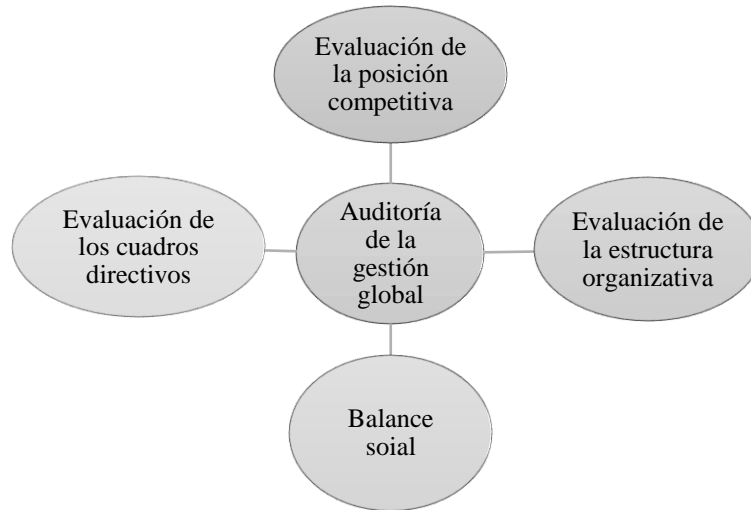 Evaluación de
la posición
competitiva
Evaluación de
los cuadros
directivos
Auditoría
de la
gestión
global
Evaluación de
la estructura
organizativa
Balance
soial